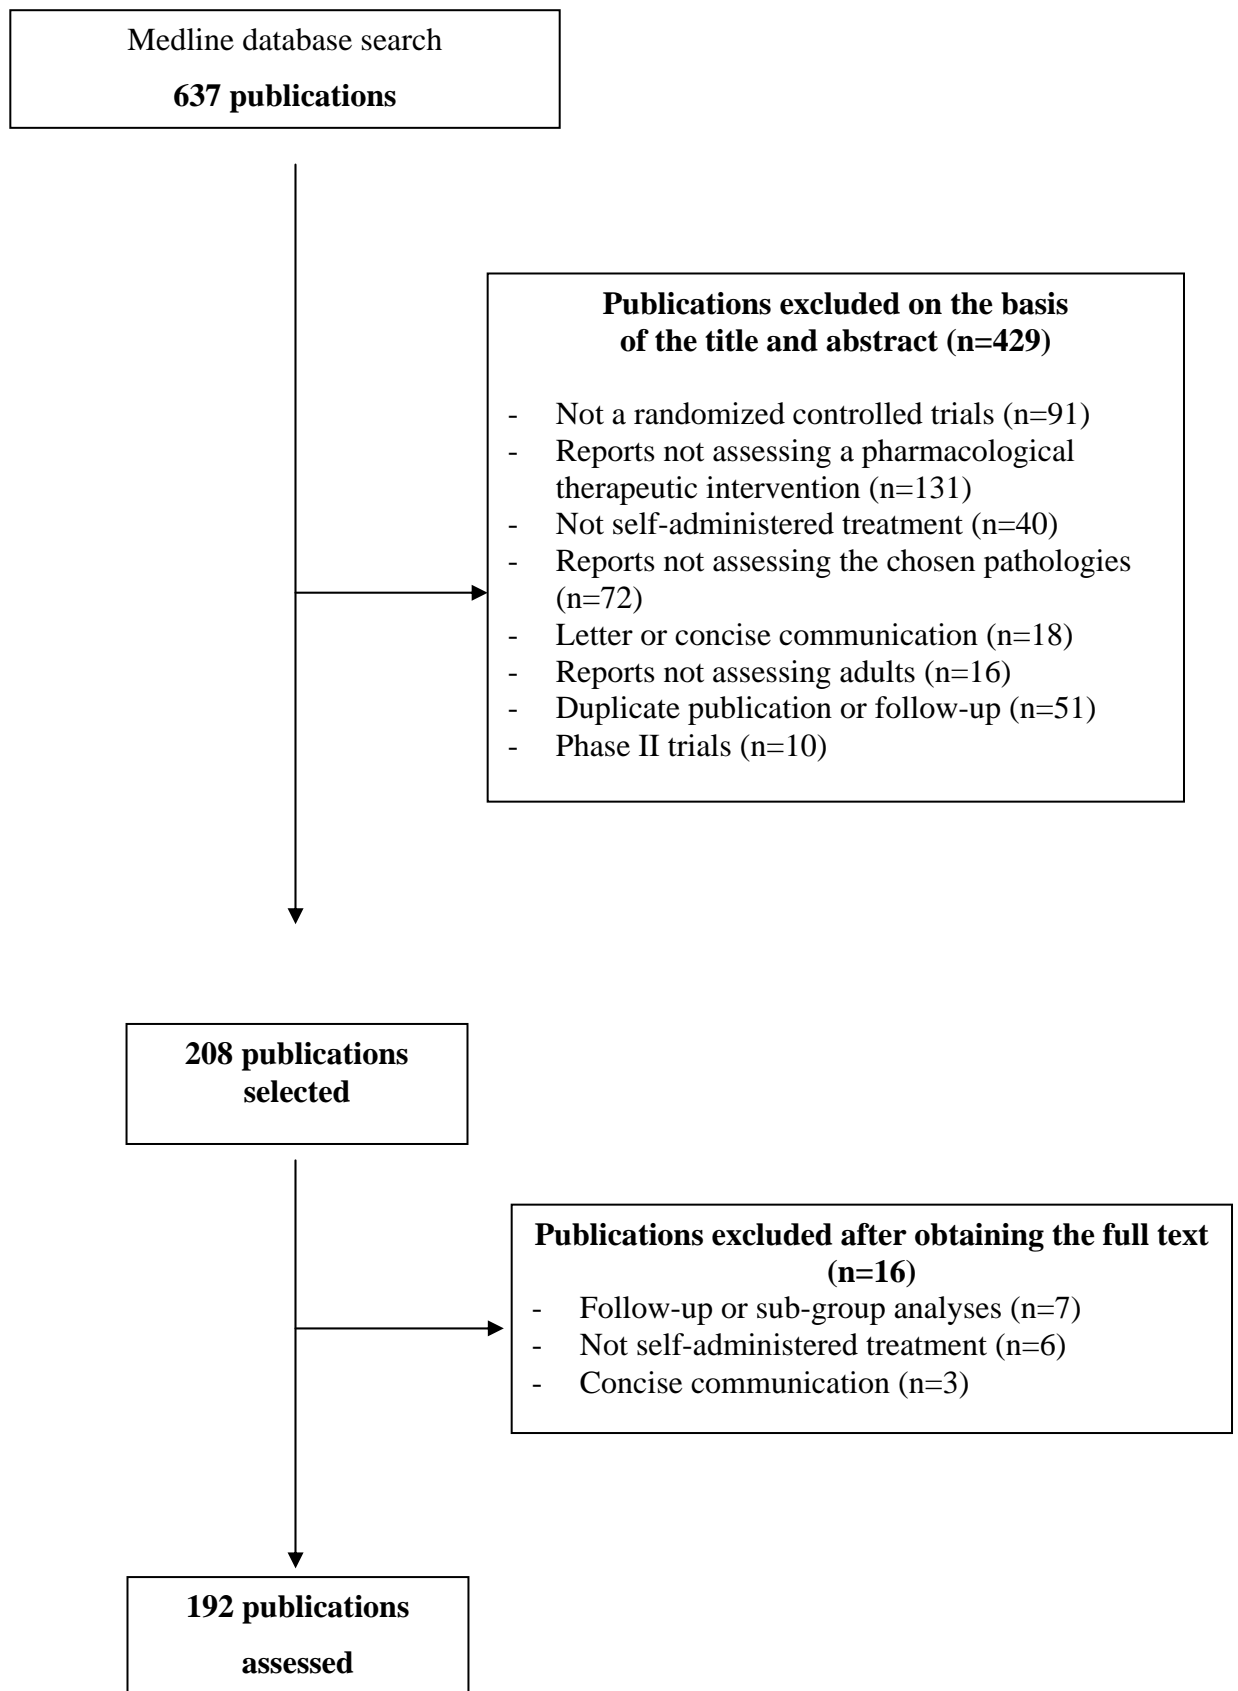 Medline database search
637 publications
Publications excluded on the basis
of the title and abstract (n=429)
- Not a randomized controlled trials (n=91)
- Reports not assessing a pharmacological
therapeutic intervention (n=131)
- Not self-administered treatment (n=40)
- Reports not assessing the chosen pathologies
(n=72)
- Letter or concise communication (n=18)
- Reports not assessing adults (n=16)
- Duplicate publication or follow-up (n=51)
- Phase II trials (n=10)
208 publications
selected
Publications excluded after obtaining the full text
(n=16)
- Follow-up or sub-group analyses (n=7)
- Not self-administered treatment (n=6)
- Concise communication (n=3)
192 publications
assessed